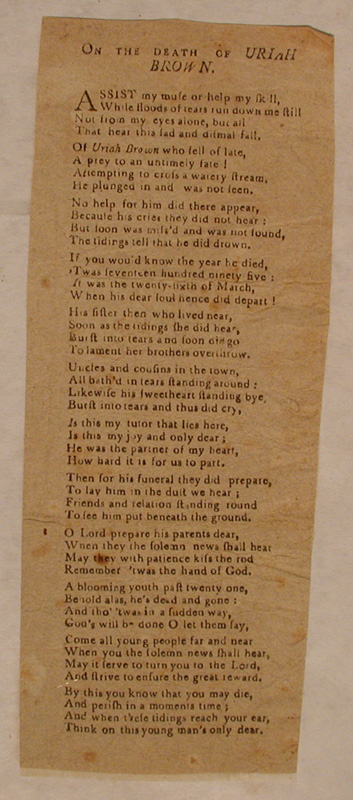 ON THE DEATH OF URIAH
BROWN.
ASSIST my muſe or help my ſkill,
While floods of tears run down me ſtill
Not from my eyes alone, but all
That hear this ſad and diſmal fall.
Of Uriah Brown who fell of late,
A prey to an untimely fate !
Attempting to croſs a watery ſtream,
He plunged in and was not ſeen.
No help for him did there appear,
Becauſe his cries they did not hear :
But ſoon was miſs'd and was not found,
The tidings tell that he did drown.
If you wou'd know the year he died,
'Twas ſeventeen hundred ninety five :
It was the twenty-ſixth of March,
When his dear ſoul hence did depart !
His ſiſter then who lived near,
Soon as the tidings ſhe did hear,
Burſt into tears and ſoon did go
To lament her brothers overthrow.
Uncles and couſins in the town,
All bath'd in tears ſtanding around :
Likewiſe his ſweetheart ſtanding bye,
Burſt into tears and thus did cry,
Is this my tutor that lies here,
Is this my joy and only dear ;
He was the partner of my heart,
How hard it is for us to part.
Then for his funeral they did prepare,
To lay him in the duſt we hear ;
Friends and relation ſtanding round
To ſee him put beneath the ground.
O Lord prepare his parents dear,
When they the ſolemn news ſhall hear
May they with patience kiſs the rod
Remember 'twas the hand of God.
A blooming youth paſt twenty one,
Behold alas, he's dead and gone :
And tho' 'twas in a ſudden way,
God's will be done O let them ſay,
Come all young people far and near
When you the ſolemn news ſhall hear,
May it ſerve to turn you to the Lord,
And ſtrive to enſure the great reward.
By this you know that you may die,
And periſh in a moments time ;
And when theſe tidings reach your ear,
Think on this young man's only dear.